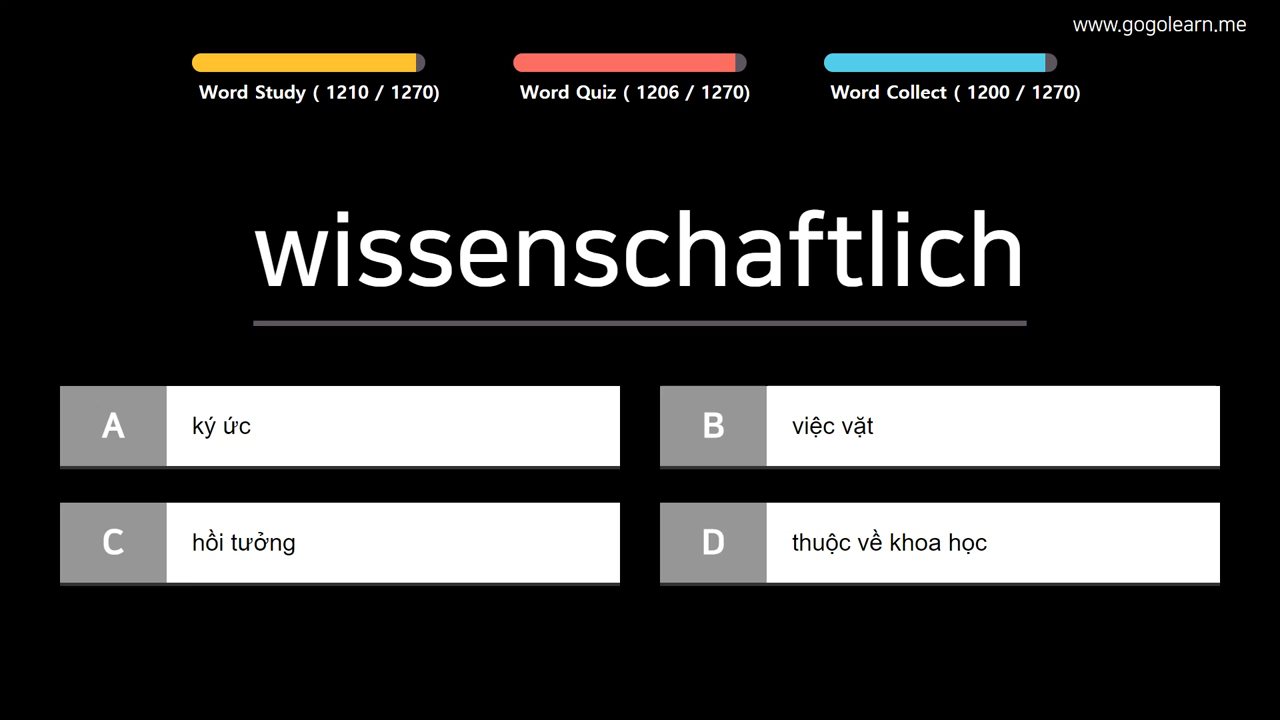 www.gogolearn.me
Word Study ( 1210 / 1270)
Word Quiz ( 1206 / 1270)
Word Collect ( 1200 / 1270)
wissenschaftlich
A ký ức
B việc vặt
C hồi tưởng
D thuộc về khoa học